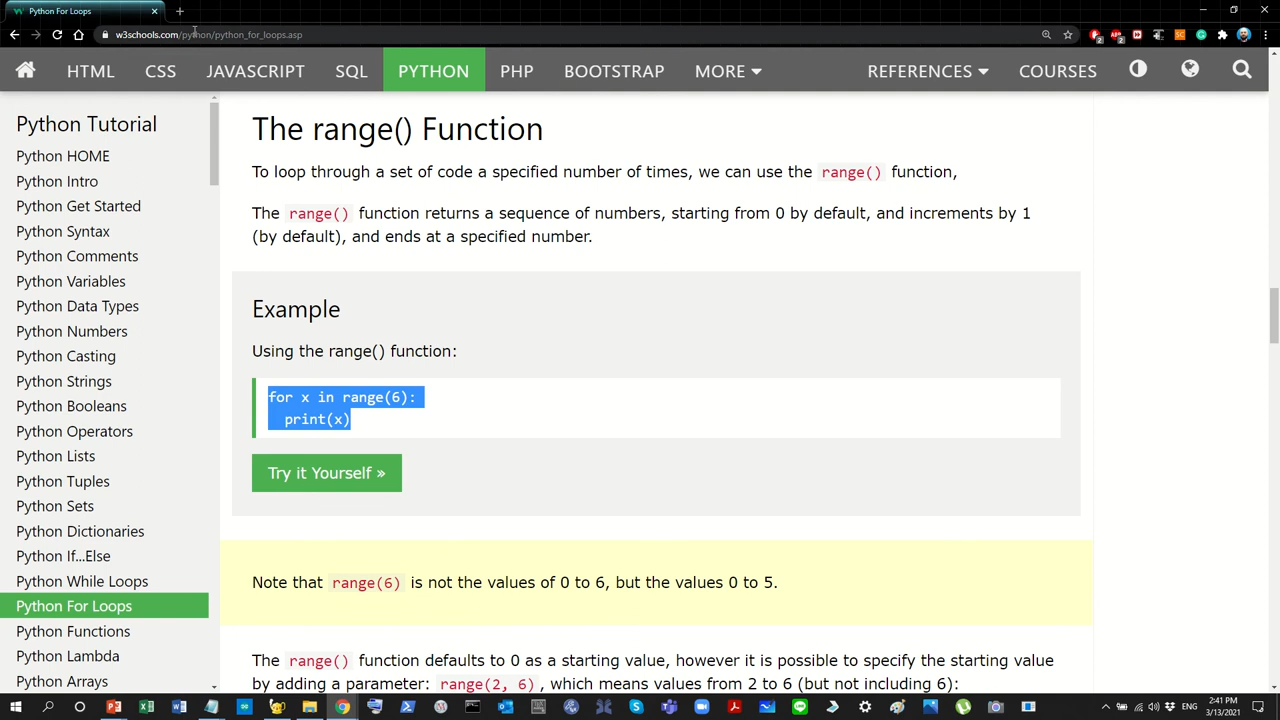 Python For Loops
w3schools.com/python/python_for_loops.asp
HTML CSS JAVASCRIPT SQL PYTHON PHP BOOTSTRAP MORE REFERENCES COURSES
Python Tutorial
Python HOME
Python Intro
Python Get Started
Python Syntax
Python Comments
Python Variables
Python Data Types
Python Numbers
Python Casting
Python Strings
Python Booleans
Python Operators
Python Lists
Python Tuples
Python Sets
Python Dictionaries
Python If...Else
Python While Loops
Python For Loops
Python Functions
Python Lambda
Python Arrays
The range() Function
To loop through a set of code a specified number of times, we can use the range() function,
The range() function returns a sequence of numbers, starting from 0 by default, and increments by 1
(by default), and ends at a specified number.
Example
Using the range() function:
for x in range(6):
print(x)
Try it Yourself »
Note that range(6) is not the values of 0 to 6, but the values 0 to 5.
The range() function defaults to 0 as a starting value, however it is possible to specify the starting value
by adding a parameter: range(2, 6), which means values from 2 to 6 (but not including 6):
ENG
2:41 PM
3/13/2021